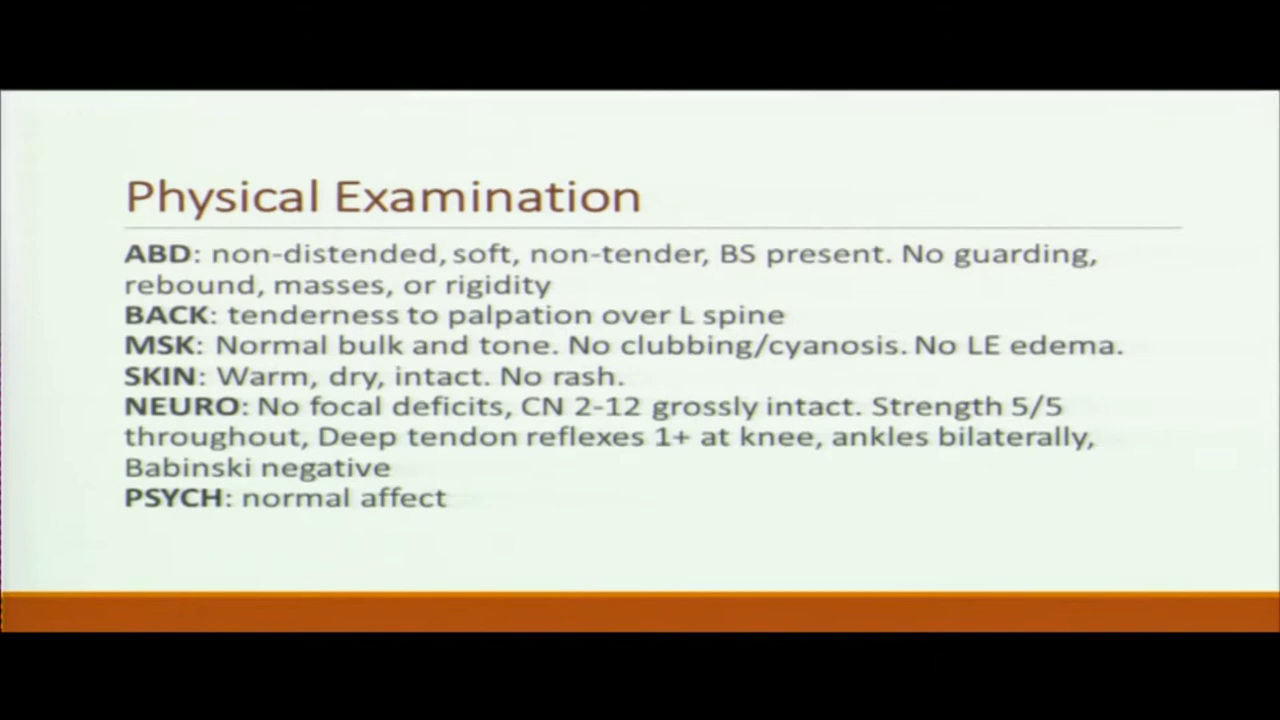 Physical Examination
ABD: non-distended, soft, non-tender, BS present. No guarding,
rebound, masses, or rigidity
BACK: tenderness to palpation over L spine
MSK: Normal bulk and tone. No clubbing/cyanosis. No LE edema.
SKIN: Warm, dry, intact. No rash.
NEURO: No focal deficits, CN 2-12 grossly intact. Strength 5/5
throughout, Deep tendon reflexes 1+ at knee, ankles bilaterally,
Babinski negative
PSYCH: normal affect